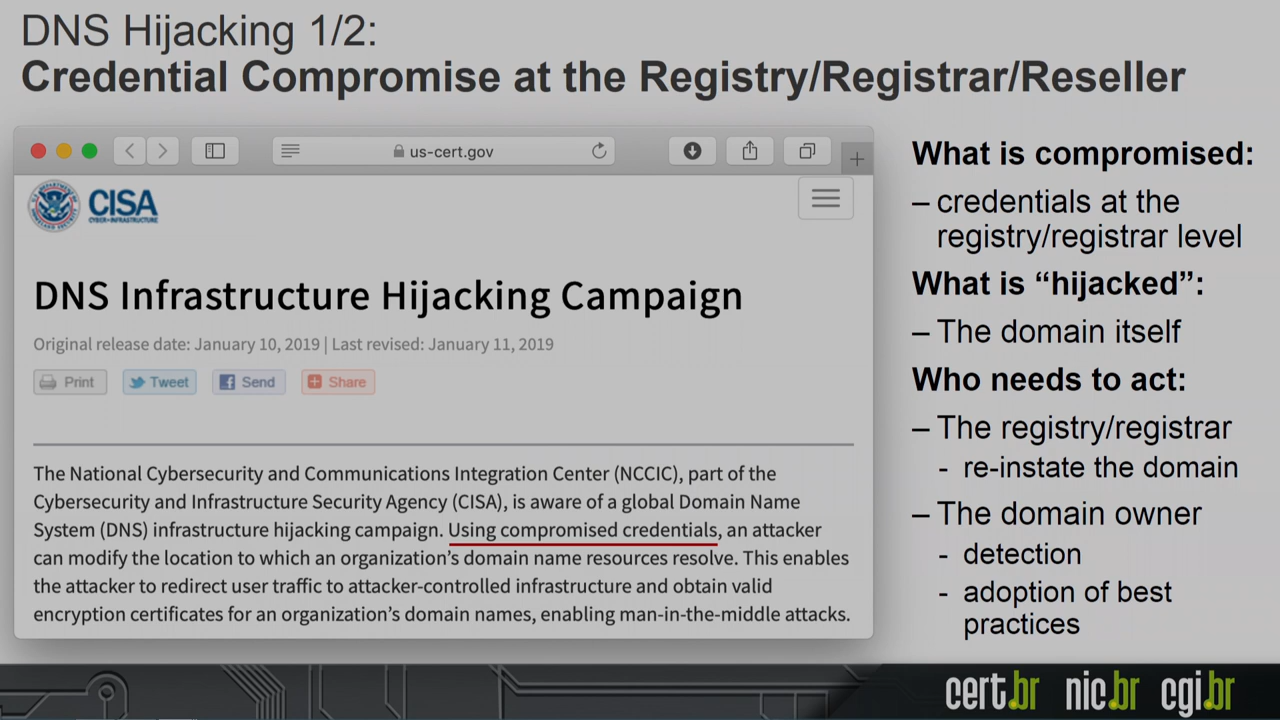 DNS Hijacking 1/2:
Credential Compromise at the Registry/Registrar/Reseller
us-cert.gov
CISA
CYBER+INFRASTRUCTURE
DNS Infrastructure Hijacking Campaign
Original release date: January 10, 2019 | Last revised: January 11, 2019
Print Tweet Send Share
The National Cybersecurity and Communications Integration Center (NCCIC), part of the
Cybersecurity and Infrastructure Security Agency (CISA), is aware of a global Domain Name
System (DNS) infrastructure hijacking campaign. Using compromised credentials, an attacker
can modify the location to which an organization’s domain name resources resolve. This enables
the attacker to redirect user traffic to attacker-controlled infrastructure and obtain valid
encryption certificates for an organization’s domain names, enabling man-in-the-middle attacks.
What is compromised:
– credentials at the
registry/registrar level
What is “hijacked”:
– The domain itself
Who needs to act:
– The registry/registrar
- re-instate the domain
– The domain owner
- detection
- adoption of best
practices
cert.br nic.br cgi.br